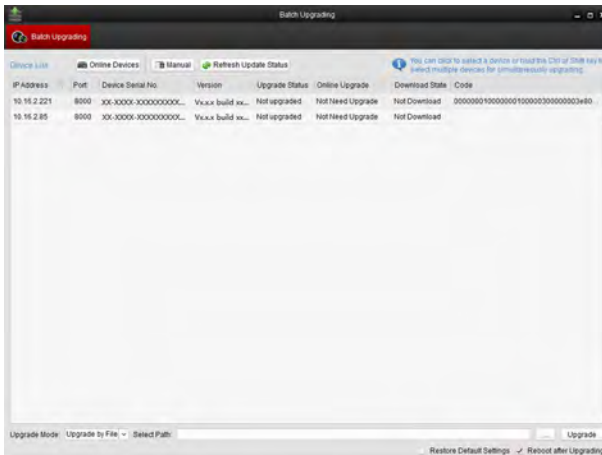 Batch Upgrading
Batch Upgrading
Device List Online Devices Manual Refresh Update Status You can click to select a device or hold the Ctrl or Shift key to
select multiple devices for simultaneously upgrading.
IP Address Port Device Serial No. Version Upgrade Status Online Upgrade Download State Code
10.16.2.221 8000 XX-XXXX-XXXXXXXXX... Vx.x.x build xx... Not upgraded Not Need Upgrade Not Download
10.16.2.85 8000 XX-XXXX-XXXXXXXXX... Vx.x.x build xx... Not upgraded Not Need Upgrade Not Download
Upgrade Mode: Upgrade by File Select Path: ... Upgrade
Restore Default Settings Reboot after Upgrading